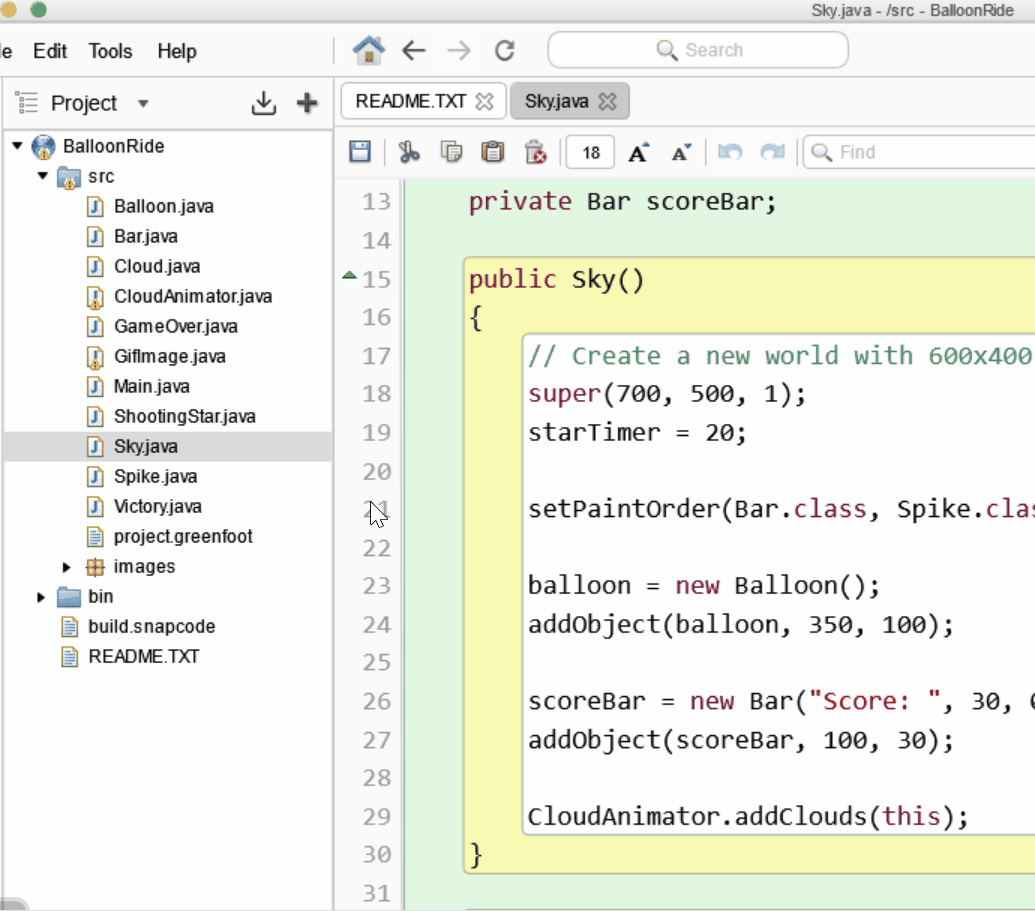 Sky.java - /src - BalloonRide
Edit Tools Help
Search
Project
README.TXT Sky.java
18 A A Find
BalloonRide
src
Balloon.java
Bar.java
Cloud.java
CloudAnimator.java
GameOver.java
GifImage.java
Main.java
ShootingStar.java
Sky.java
Spike.java
Victory.java
project.greenfoot
images
bin
build.snapcode
README.TXT
13 private Bar scoreBar;
14
15 public Sky()
16 {
17 // Create a new world with 600x400
18 super(700, 500, 1);
19 starTimer = 20;
20
21 setPaintOrder(Bar.class, Spike.clas
22
23 balloon = new Balloon();
24 addObject(balloon, 350, 100);
25
26 scoreBar = new Bar("Score: ", 30,
27 addObject(scoreBar, 100, 30);
28
29 CloudAnimator.addClouds(this);
30 }
31